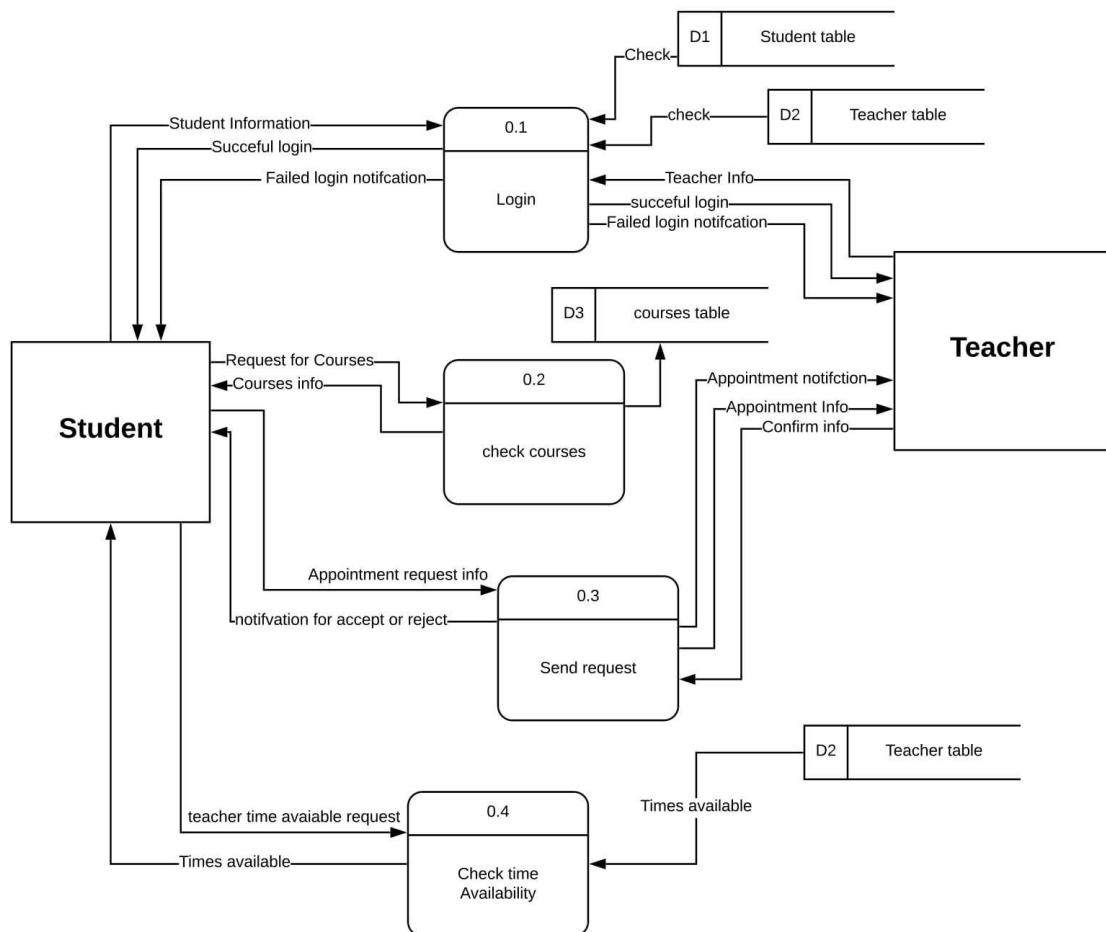 D1
Student table
Check
D2
Teacher table
check
Student Information
0.1
Succeful login
Failed login notifcation
Login
Teacher Info
succeful login
Failed login notifcation
D3
courses table
Teacher
Request for Courses
Courses info
0.2
check courses
Student
Appointment notifction
Appointment Info
Confirm info
Appointment request info
0.3
notifvation for accept or reject
Send request
D2
Teacher table
Times available
teacher time avaiable request
0.4
Times available
Check time
Availability